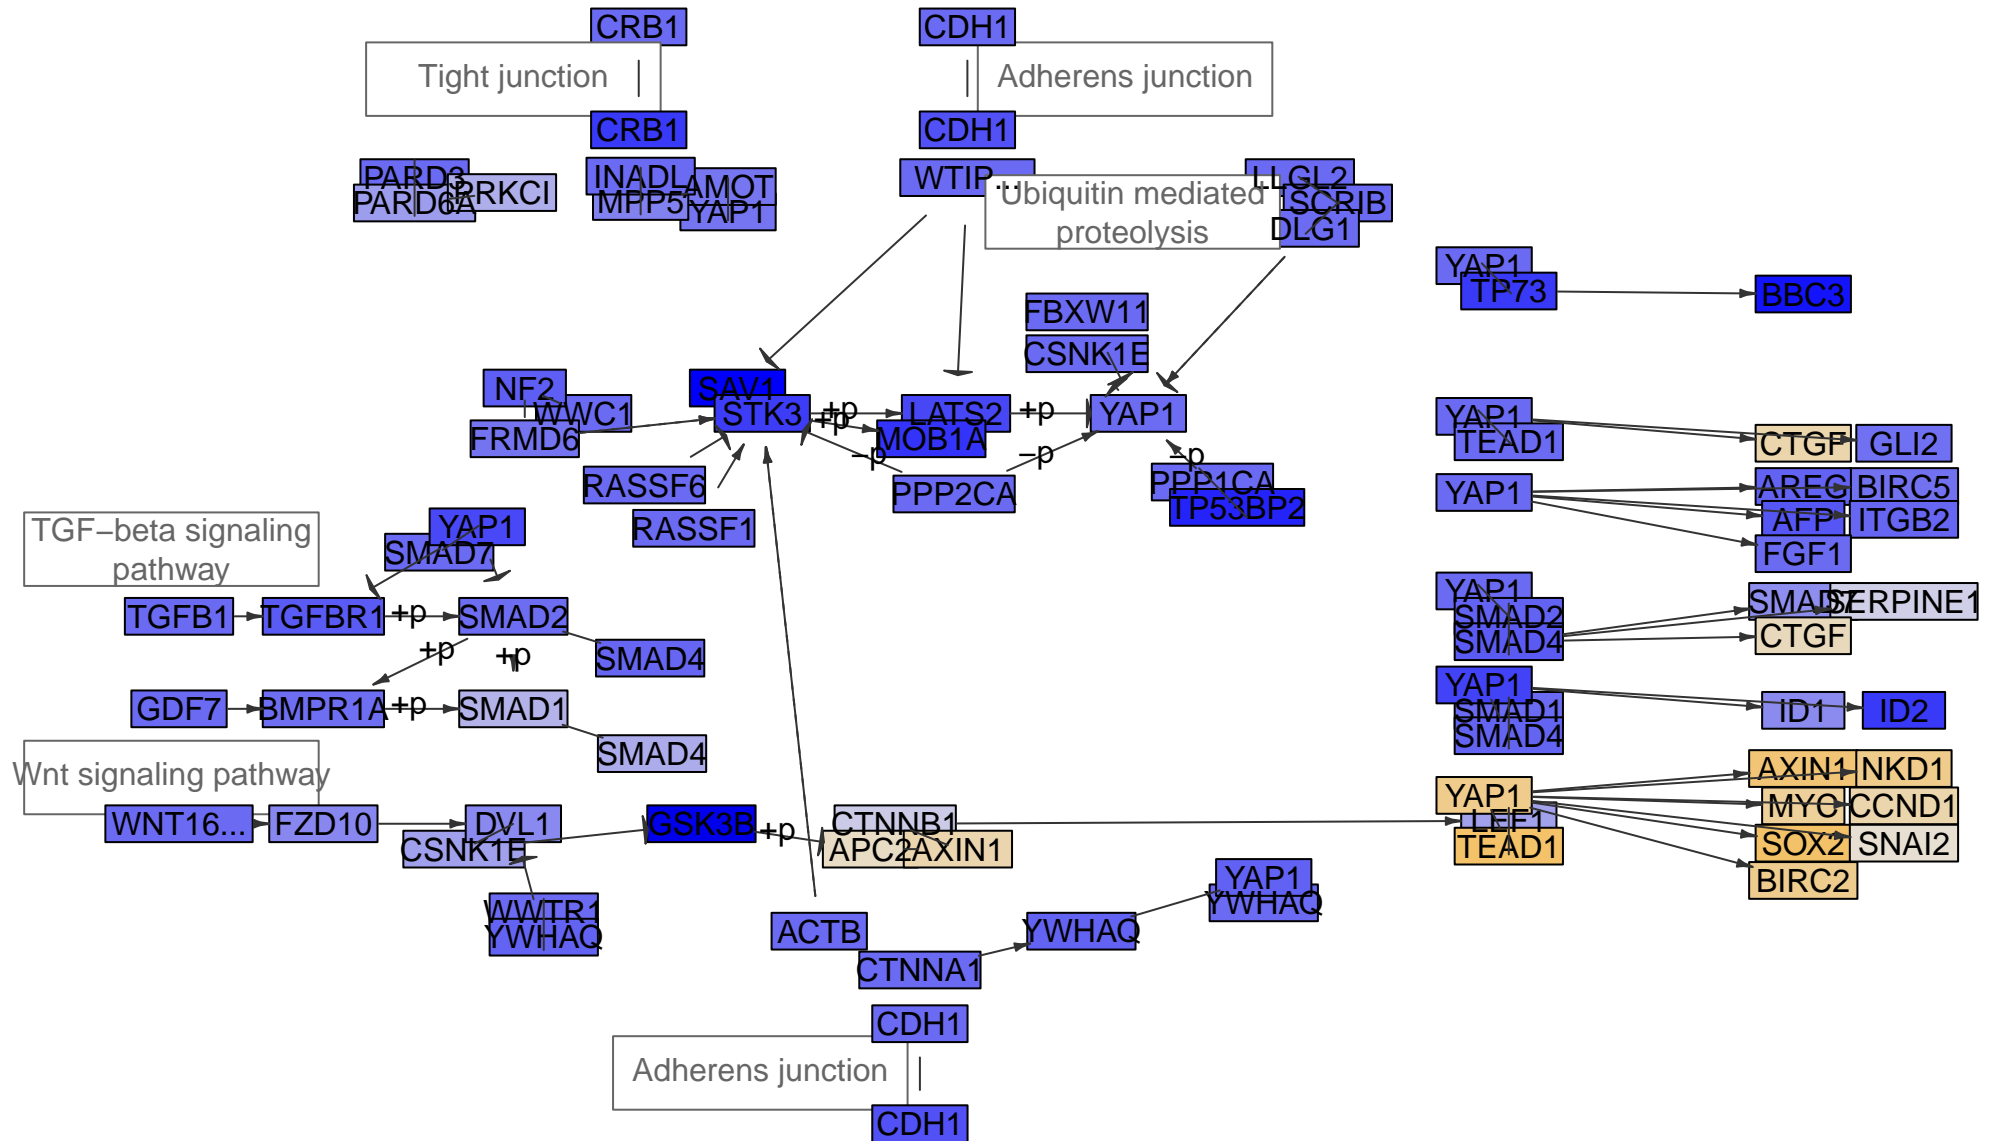 CRB1
CDH1
Tight junction
Adherens junction
CRB1
CDH1
PARD3
PARD6A
PRKCI
INADL
MPP5
AMOT
YAP1
WTIP...
Ubiquitin mediated
proteolysis
LLGL2
SCRIB
DLG1
YAP1
TP73
BBC3
FBXW11
CSNK1E
NF2
WWC1
FRMD6
SAV1
STK3
+p
+p
LATS2
MOB1A
+p
YAP1
−p
−p
−p
RASSF6
RASSF1
PPP2CA
PPP1CA
TP53BP2
YAP1
TEAD1
CTGF
GLI2
YAP1
AREG
BIRC5
AFP
ITGB2
FGF1
TGF−beta signaling
pathway
YAP1
SMAD7
TGFB1
TGFBR1
+p
SMAD2
SMAD4
+p
+p
GDF7
BMPR1A
+p
SMAD1
SMAD4
YAP1
SMAD2
SMAD4
SMAD7
SERPINE1
CTGF
YAP1
SMAD1
SMAD4
ID1
ID2
Wnt signaling pathway
WNT16...
FZD10
DVL1
CSNK1E
GSK3B
+p
CTNNB1
APC2
AXIN1
YAP1
LEF1
TEAD1
AXIN1
NKD1
MYC
CCND1
SOX2
SNAI2
BIRC2
WWTR1
YWHAQ
ACTB
CTNNA1
YWHAQ
YAP1
YWHAQ
CDH1
Adherens junction
CDH1